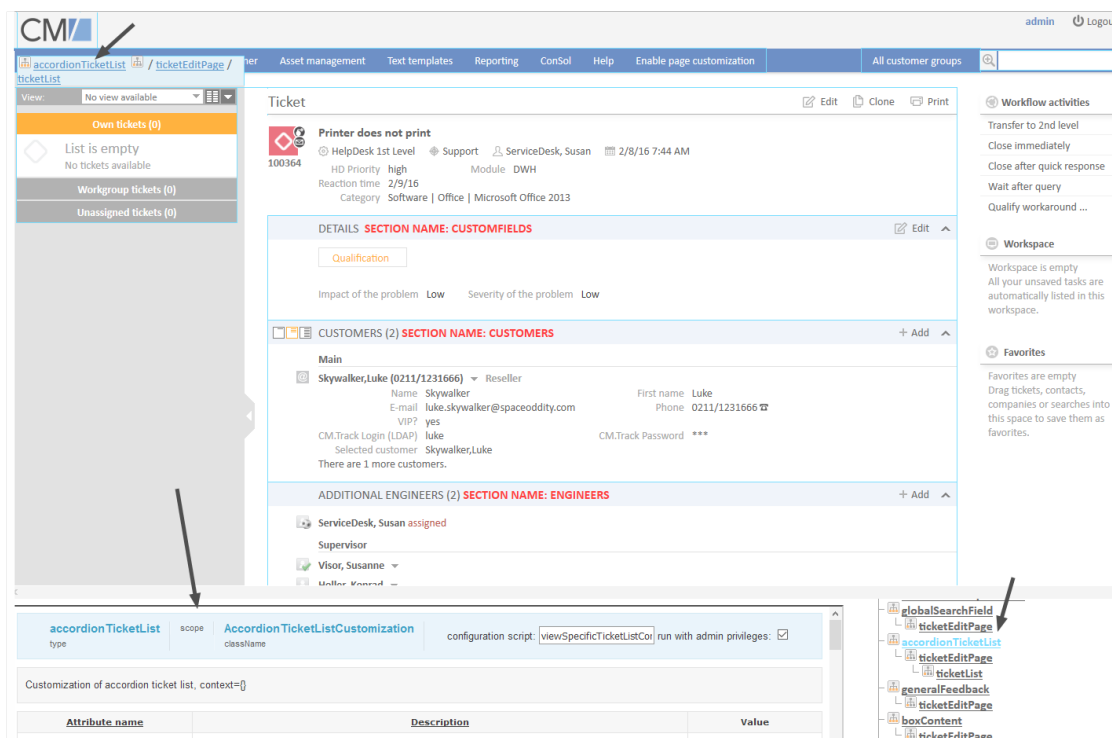 CM/
admin Logou
accordionTicketList / ticketEditPage /
ticketList
ner Asset management Text templates Reporting ConSol Help Enable page customization All customer groups
View: No view available
Own tickets (0)
List is empty
No tickets available
Workgroup tickets (0)
Unassigned tickets (0)
Ticket Edit Clone Print
Printer does not print
HelpDesk 1st Level Support ServiceDesk, Susan 2/8/16 7:44 AM
100364
HD Priority high Module DWH
Reaction time 2/9/16
Category Software | Office | Microsoft Office 2013
DETAILS SECTION NAME: CUSTOMFIELDS Edit
Qualification
Impact of the problem Low Severity of the problem Low
CUSTOMERS (2) SECTION NAME: CUSTOMERS + Add
Main
Skywalker,Luke (0211/1231666) Reseller
Name Skywalker First name Luke
E-mail luke.skywalker@spaceoddity.com Phone 0211/1231666
VIP? yes
CM.Track Login (LDAP) luke CM.Track Password ***
Selected customer Skywalker,Luke
There are 1 more customers.
ADDITIONAL ENGINEERS (2) SECTION NAME: ENGINEERS + Add
ServiceDesk, Susan assigned
Supervisor
Visor, Susanne
Holler, Konrad
Workflow activities
Transfer to 2nd level
Close immediately
Close after quick response
Wait after query
Qualify workaround ...
Workspace
Workspace is empty
All your unsaved tasks are
automatically listed in this
workspace.
Favorites
Favorites are empty
Drag tickets, contacts,
companies or searches into
this space to save them as
favorites.
accordionTicketList scope AccordionTicketListCustomization configuration script: viewSpecificTicketListCor run with admin privileges:
type className
Customization of accordion ticket list, context={}
Attribute name Description Value
globalSearchField
ticketEditPage
accordionTicketList
ticketEditPage
ticketList
generalFeedback
ticketEditPage
boxContent
ticketEditPage